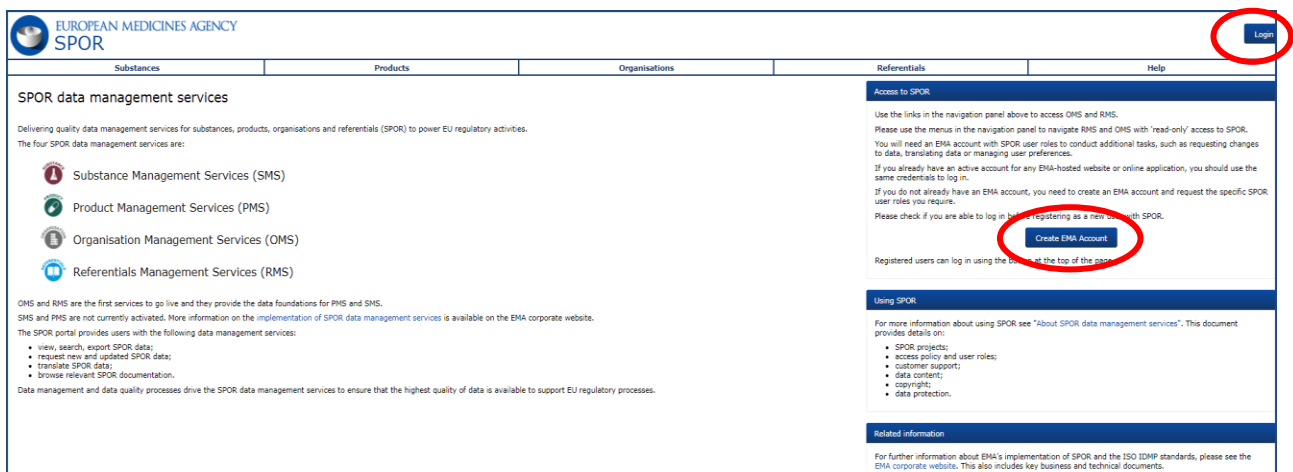 EUROPEAN MEDICINES AGENCY
SPOR
Login
Substances
Products
Organisations
Referentials
Help
SPOR data management services
Delivering quality data management services for substances, products, organisations and referentials (SPOR) to power EU regulatory activities.
The four SPOR data management services are:
Substance Management Services (SMS)
Product Management Services (PMS)
Organisation Management Services (OMS)
Referentials Management Services (RMS)
OMS and RMS are the first services to go live and they provide the data foundations for PMS and SMS.
SMS and PMS are not currently activated. More information on the implementation of SPOR data management services is available on the EMA corporate website.
The SPOR portal provides users with the following data management services:
• view, search, export SPOR data;
• request new and updated SPOR data;
• translate SPOR data;
• browse relevant SPOR documentation.
Data management and data quality processes drive the SPOR data management services to ensure that the highest quality of data is available to support EU regulatory processes.
Access to SPOR
Use the links in the navigation panel above to access OMS and RMS.
Please use the menus in the navigation panel to navigate RMS and OMS with 'read-only' access to SPOR.
You will need an EMA account with SPOR user roles to conduct additional tasks, such as requesting changes
to data, translating data or managing user preferences.
If you already have an active account for any EMA-hosted website or online application, you should use the
same credentials to log in.
If you do not already have an EMA account, you need to create an EMA account and request the specific SPOR
user roles you require.
Please check if you are able to log in before registering as a new user with SPOR.
Create EMA Account
Registered users can log in using the button at the top of the page
Using SPOR
For more information about using SPOR see "About SPOR data management services". This document
provides details on:
• SPOR projects;
• access policy and user roles;
• customer support;
• data content;
• copyright;
• data protection.
Related information
For further information about EMA's implementation of SPOR and the ISO IDMP standards, please see the
EMA corporate website. This also includes key business and technical documents.